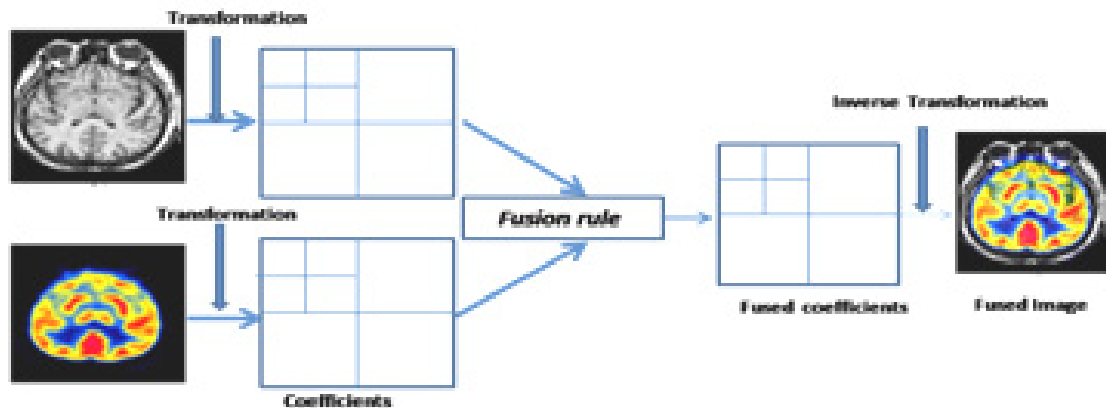 Transformation
Inverse Transformation
Transformation
Fusion rule
Fused coefficients
Fused Image
Coefficients